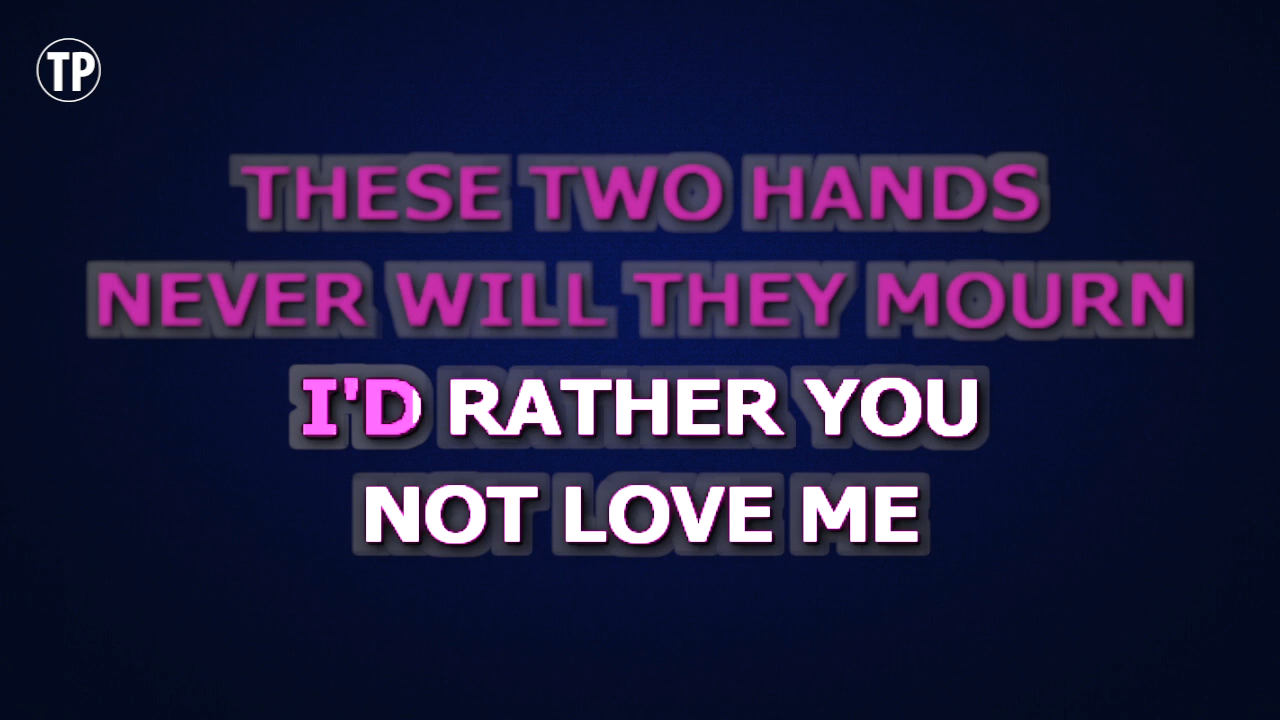 TP
THESE TWO HANDS
NEVER WILL THEY MOURN
I'D RATHER YOU
NOT LOVE ME